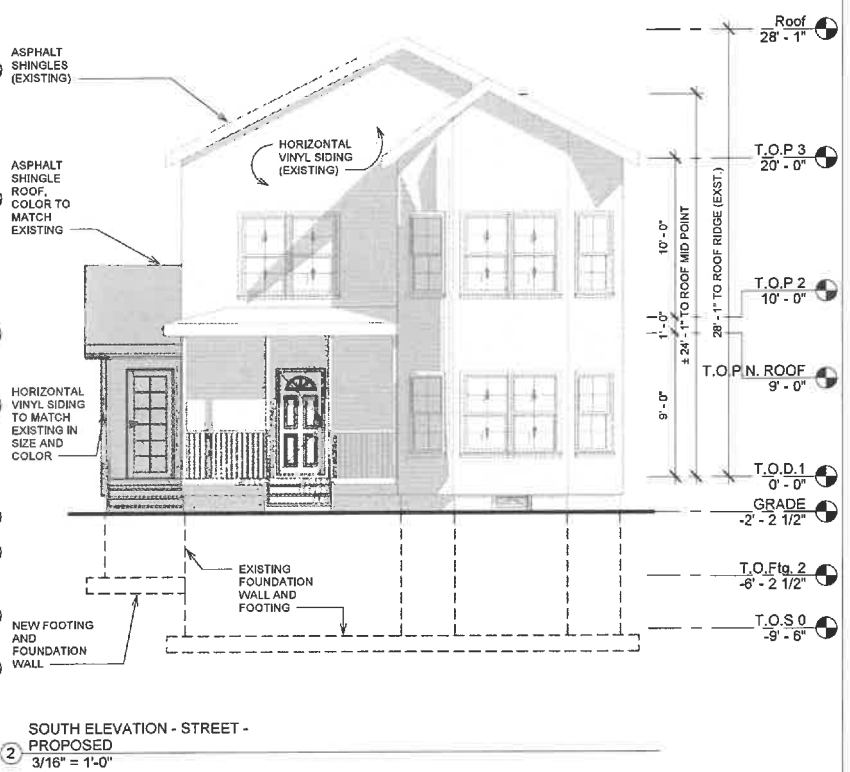 Roof
28' - 1"
ASPHALT
SHINGLES
(EXISTING)
HORIZONTAL
VINYL SIDING
(EXISTING)
T.O.P 3
20' - 0"
ASPHALT
SHINGLE
ROOF,
COLOR TO
MATCH
EXISTING
10' - 0"
1' - 0"
9' - 0"
± 24' - 1" TO ROOF MID POINT
28' - 1" TO ROOF RIDGE (EXST.)
T.O.P 2
10' - 0"
T.O.P N. ROOF
9' - 0"
HORIZONTAL
VINYL SIDING
TO MATCH
EXISTING IN
SIZE AND
COLOR
T.O.D.1
0' - 0"
GRADE
-2' - 2 1/2"
EXISTING
FOUNDATION
WALL AND
FOOTING
T.O.Ftg. 2
-6' - 2 1/2"
NEW FOOTING
AND
FOUNDATION
WALL
T.O.S 0
-9' - 6"
SOUTH ELEVATION - STREET -
PROPOSED
2
3/16" = 1'-0"